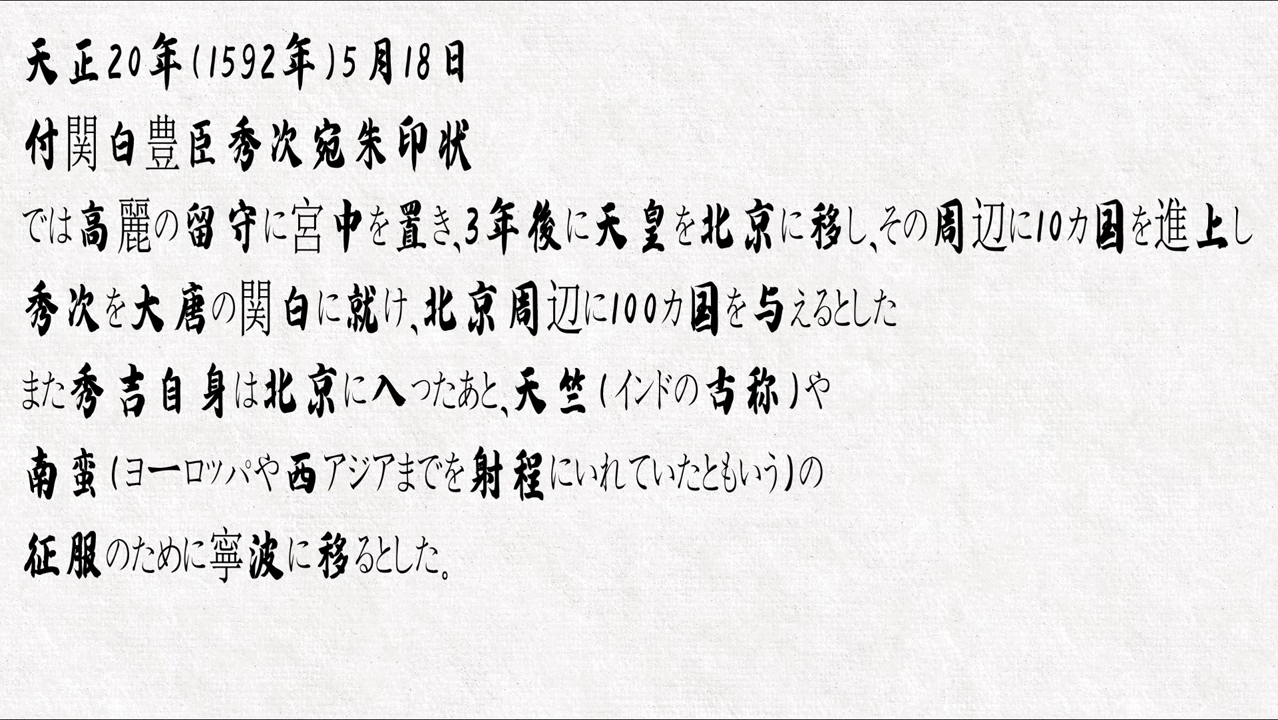 天正20年(1592年)5月18日
付関白豊臣秀次宛朱印状
では高麗の留守に宮中を置き、3年後に天皇を北京に移し、その周辺に10カ国を進上し
秀次を大唐の関白に就け、北京周辺に100カ国を与えるとした
また秀吉自身は北京に入ったあと、天竺(インドの古称)や
南蛮(ヨーロッパや西アジアまでを射程にいれていたともいう)の
征服のために寧波に移るとした。